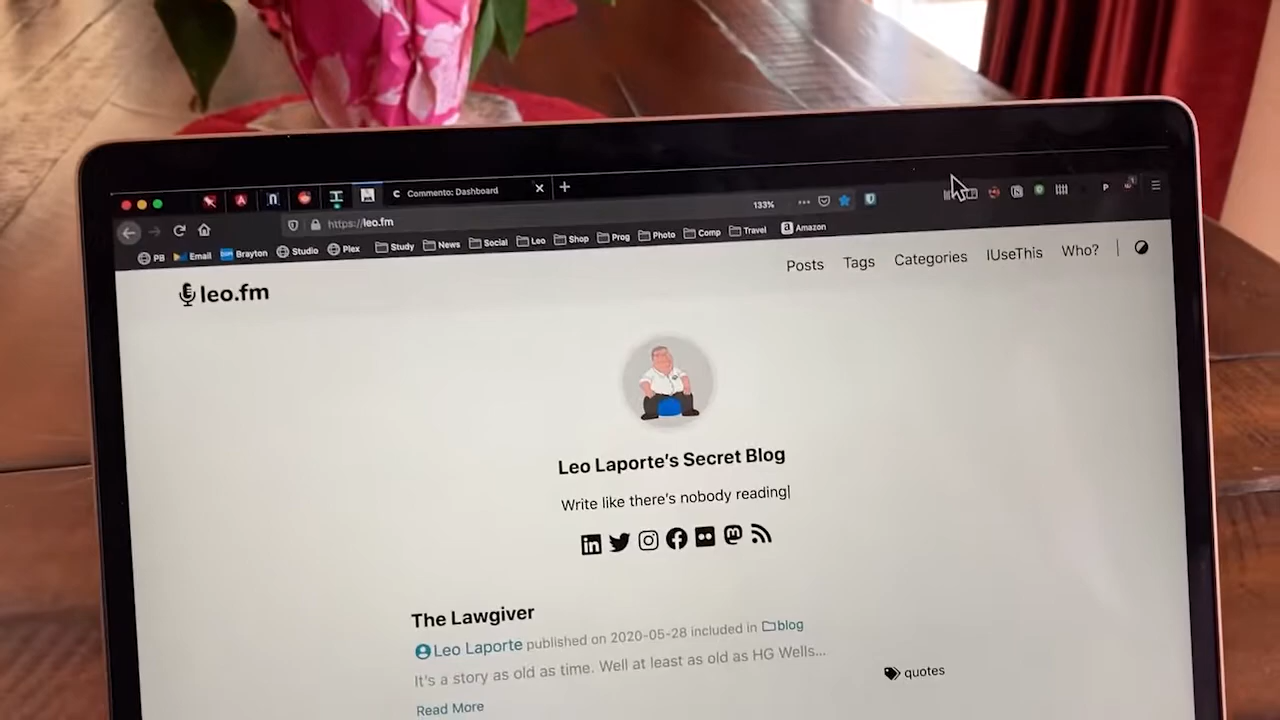 Commento: Dashboard
https://leo.fm
133%
PB Email Brayton Studio Plex Study News Social Leo Shop Prog Photo Comp Travel Amazon
leo.fm
Posts Tags Categories IUseThis Who?
Leo Laporte's Secret Blog
Write like there's nobody reading|
The Lawgiver
Leo Laporte published on 2020-05-28 included in blog
It's a story as old as time. Well at least as old as HG Wells...
quotes
Read More